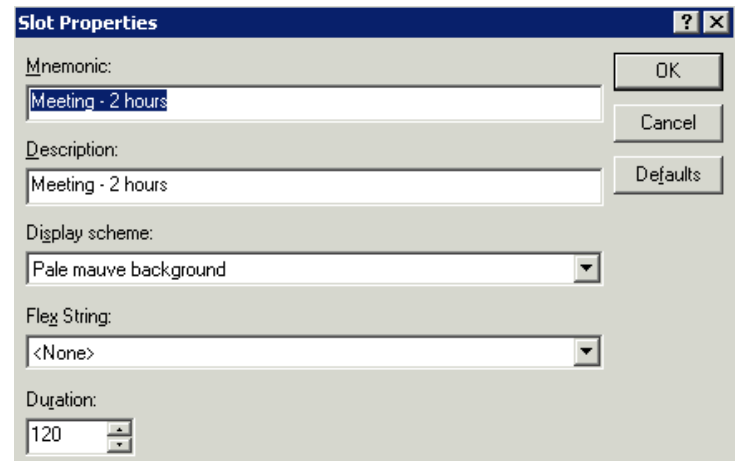 Slot Properties
Mnemonic:
OK
Meeting - 2 hours
Cancel
Description:
Meeting - 2 hours
Defaults
Display scheme:
Pale mauve background
Flex String:
<None>
Duration:
120